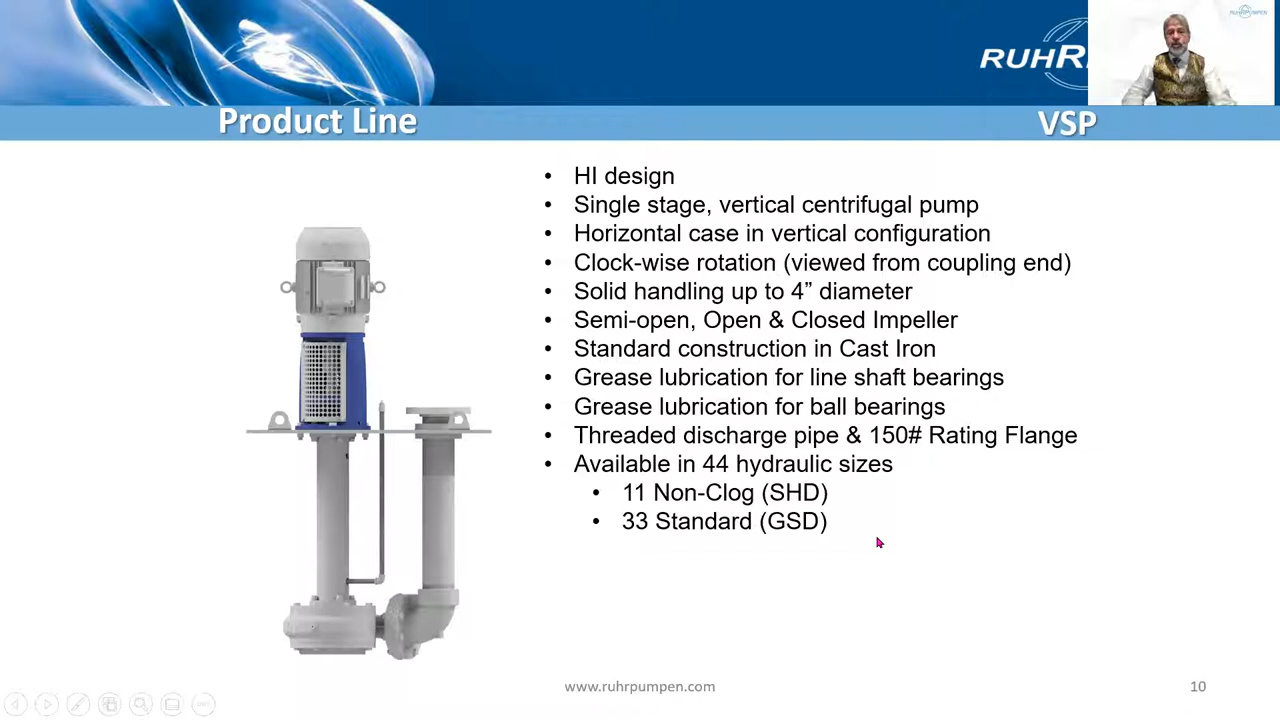 RUHR
RUHRPUMPEN
Product Line
VSP
• HI design
• Single stage, vertical centrifugal pump
• Horizontal case in vertical configuration
• Clock-wise rotation (viewed from coupling end)
• Solid handling up to 4” diameter
• Semi-open, Open & Closed Impeller
• Standard construction in Cast Iron
• Grease lubrication for line shaft bearings
• Grease lubrication for ball bearings
• Threaded discharge pipe & 150# Rating Flange
• Available in 44 hydraulic sizes
• 11 Non-Clog (SHD)
• 33 Standard (GSD)
www.ruhrpumpen.com
10